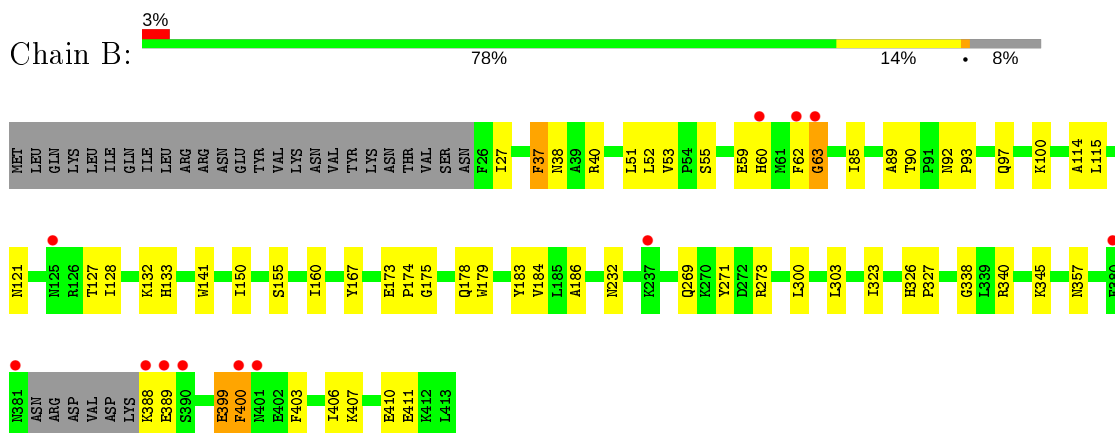 3%
Chain B:
78% 14% • 8%
MET LEU GLN LYS LEU ILE GLN ILE LEU ARG ARG ASN GLU TYR VAL LYS ASN VAL TYR LYS ASN THR VAL SER ASN F26 I27 F37 N38 A39 R40 L51 L52 V53 P54 S55 E59 H60 M61 F62 G63 I85 A89 T90 P91 N92 P93 Q97 K100 A114 L115
N121 N125 R126 T127 I128 K132 H133 W141 I150 S155 I160 Y167 E173 P174 G175 Q178 W179 Y183 V184 L185 A186 N232 K237 Q269 K270 Y271 D272 R273 L300 L303 I323 H326 P327 G338 L339 R340 K345 N357
N381 ASN ARG ASP VAL ASP LYS K388 E389 S390 E399 F400 N401 E402 F403 I406 K407 E410 E411 K412 L413